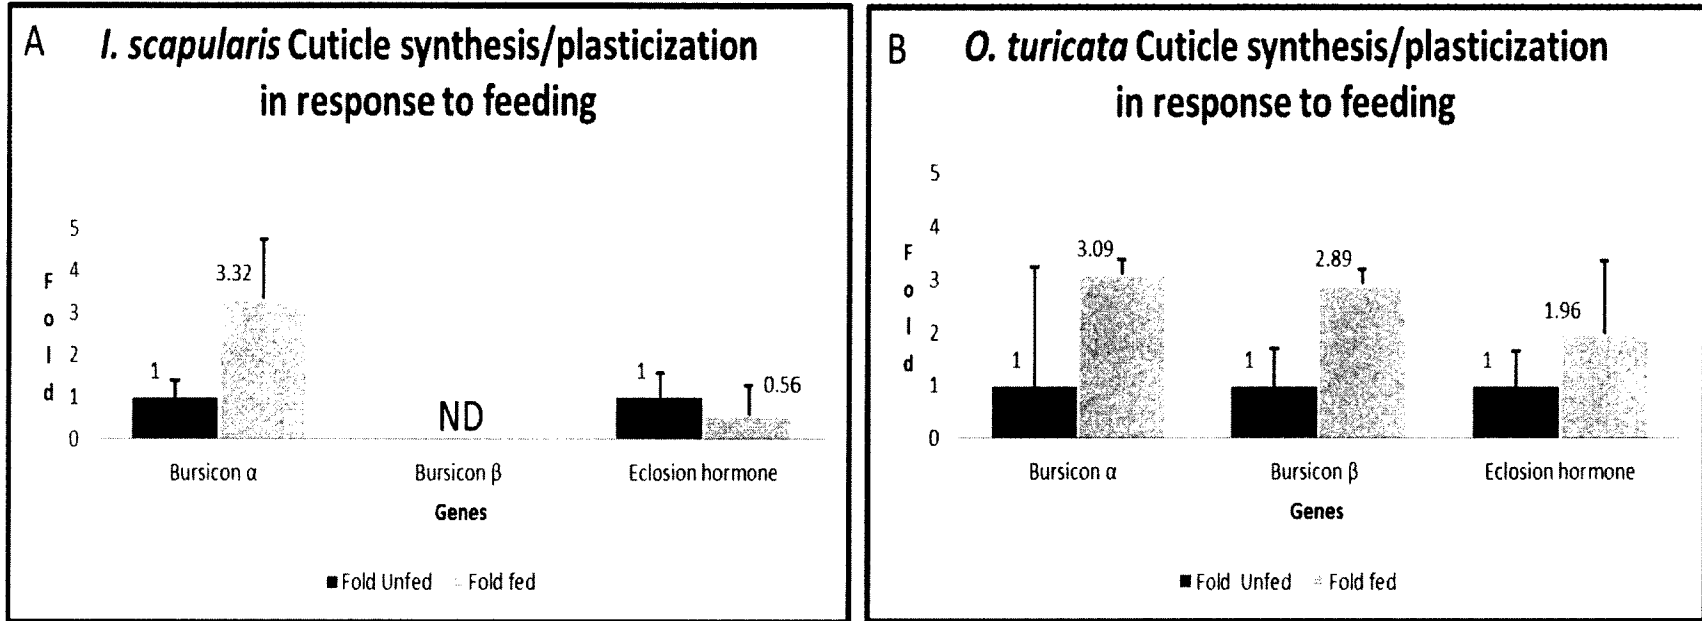 A
I. scapularis Cuticle synthesis/plasticization
in response to feeding
5
4
3
2
1
0
Fold
1
3.32
ND
1
0.56
Bursicon α
Bursicon β
Eclosion hormone
Genes
Fold Unfed
Fold fed
B
O. turicata Cuticle synthesis/plasticization
in response to feeding
5
4
3
2
1
0
Fold
1
3.09
1
2.89
1
1.96
Bursicon α
Bursicon β
Eclosion hormone
Genes
Fold Unfed
Fold fed